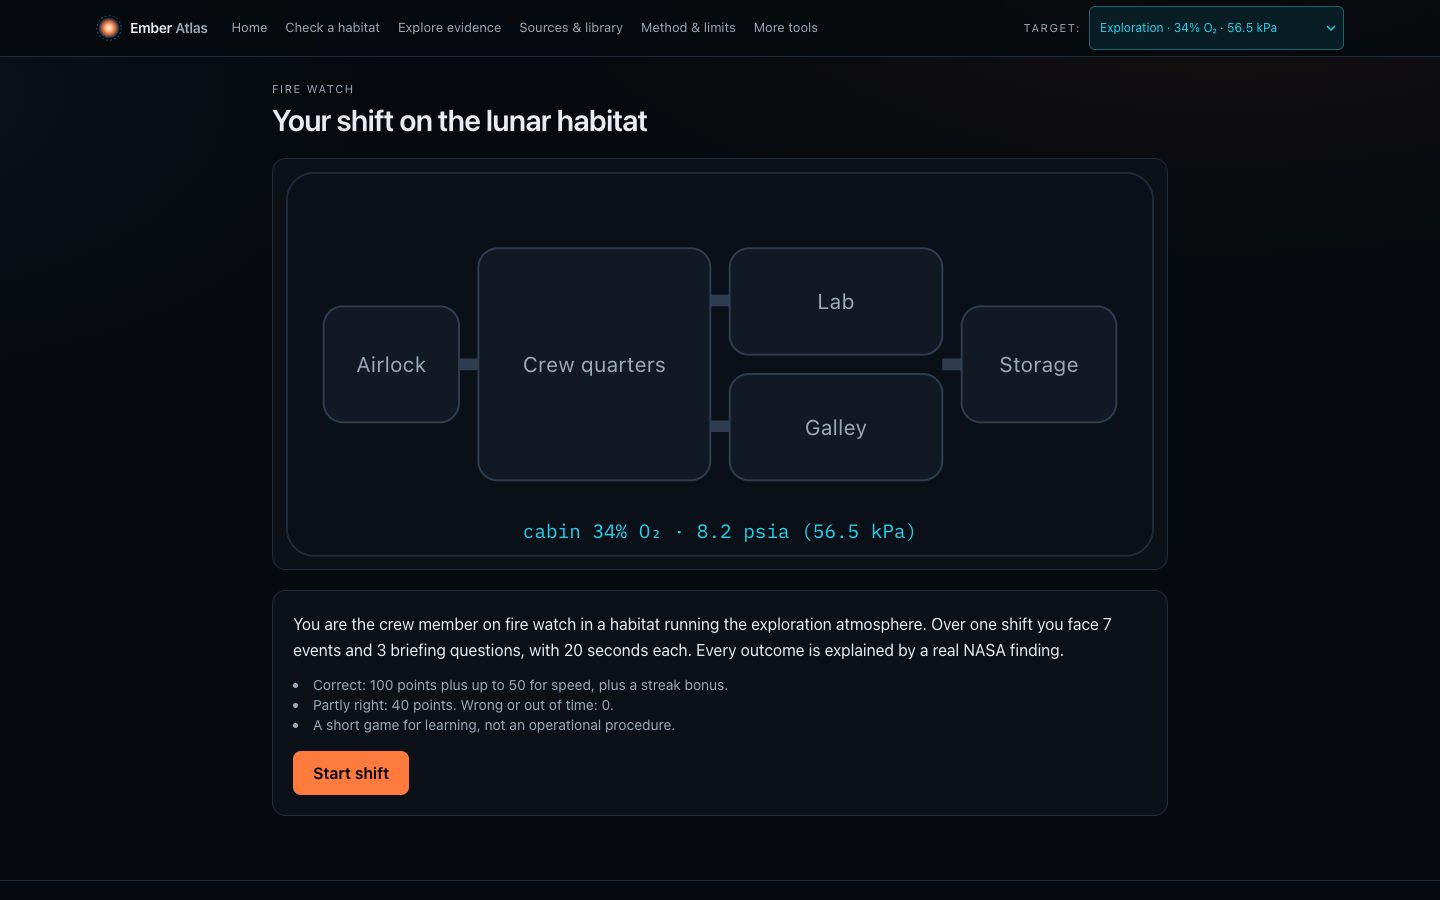 Ember Atlas
Home
Check a habitat
Explore evidence
Sources & library
Method & limits
More tools
TARGET:
Exploration · 34% O₂ · 56.5 kPa
FIRE WATCH
Your shift on the lunar habitat
Airlock
Crew quarters
Lab
Galley
Storage
cabin 34% O₂ · 8.2 psia (56.5 kPa)
You are the crew member on fire watch in a habitat running the exploration atmosphere. Over one shift you face 7
events and 3 briefing questions, with 20 seconds each. Every outcome is explained by a real NASA finding.
• Correct: 100 points plus up to 50 for speed, plus a streak bonus.
• Partly right: 40 points. Wrong or out of time: 0.
• A short game for learning, not an operational procedure.
Start shift